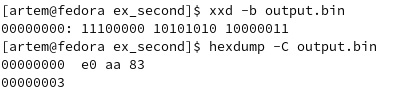 [artem@fedora ex_second]$ xxd -b output.bin
00000000: 11100000 10101010 10000011
[artem@fedora ex_second]$ hexdump -C output.bin
00000000  e0 aa 83
00000003